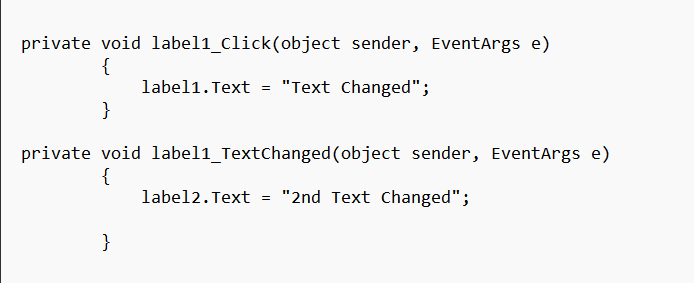 private void label1_Click(object sender, EventArgs e)
{
label1.Text = "Text Changed";
}
private void label1_TextChanged(object sender, EventArgs e)
{
label2.Text = "2nd Text Changed";
}